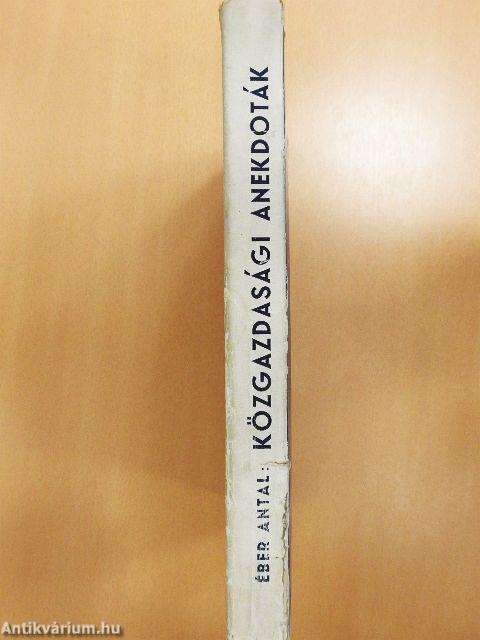 ÉBER ANTAL: KÖZGAZDASÁGI ANEKDOTÁK
Antikvárium.hu